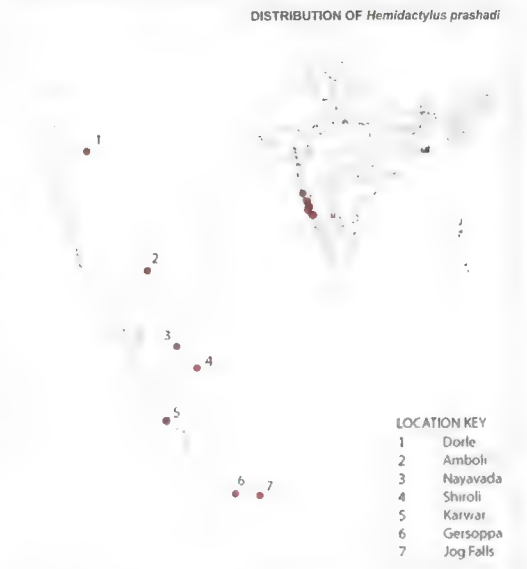 DISTRIBUTION OF Hemidactylus prashadi
1
2
3
4
5
6
7
LOCATION KEY
1 Dorle
2 Amboli
3 Nayavada
4 Shiroli
5 Karwar
6 Gersoppa
7 Jog Falls